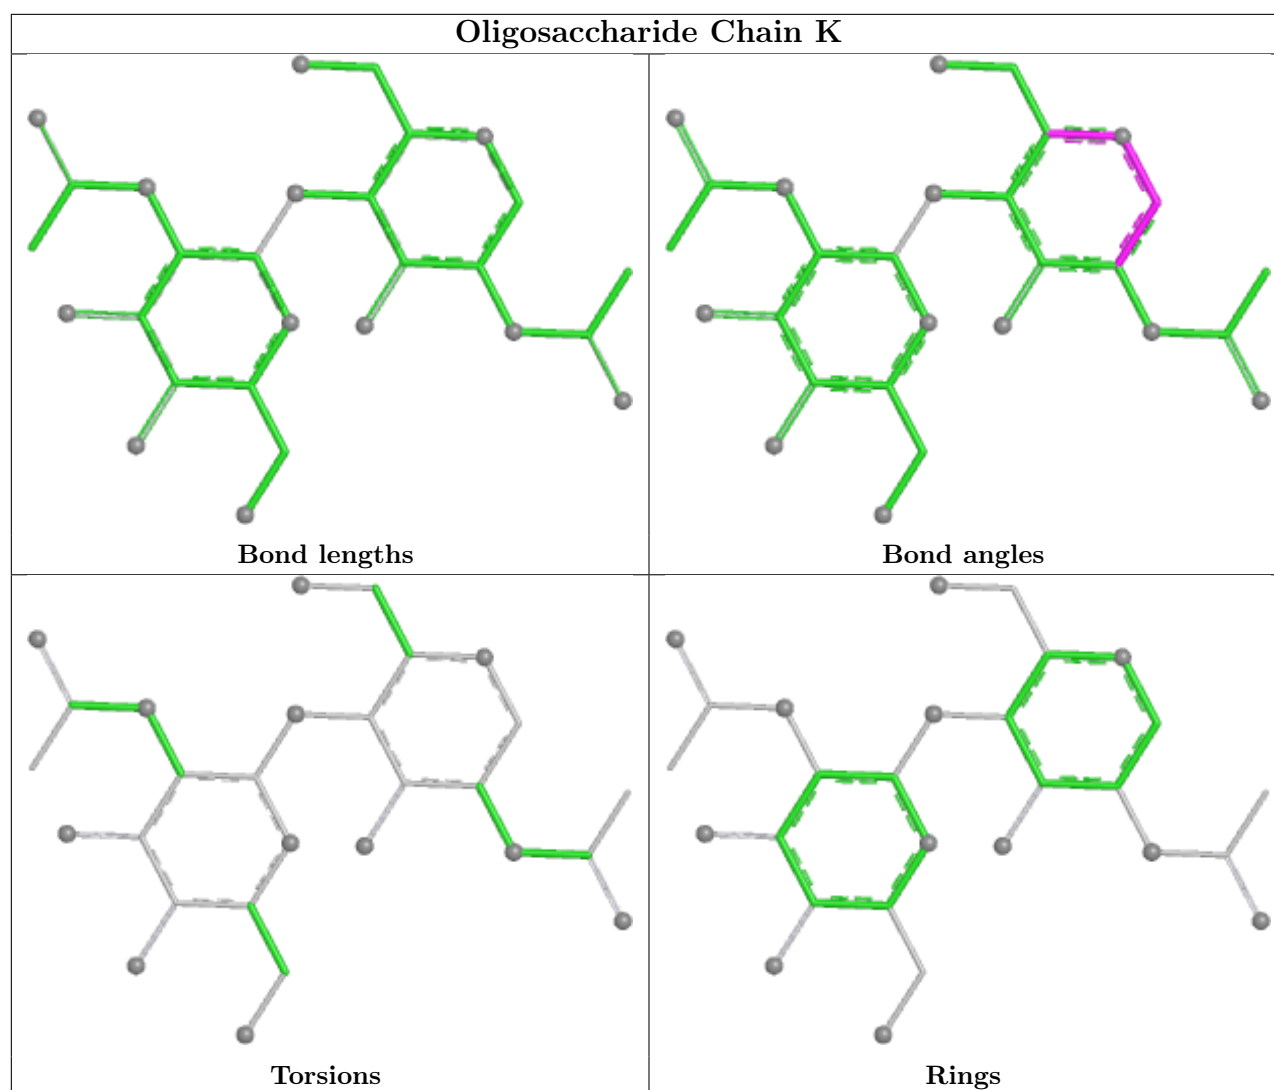 Oligosaccharide Chain K
Bond lengths
Bond angles
Torsions
Rings